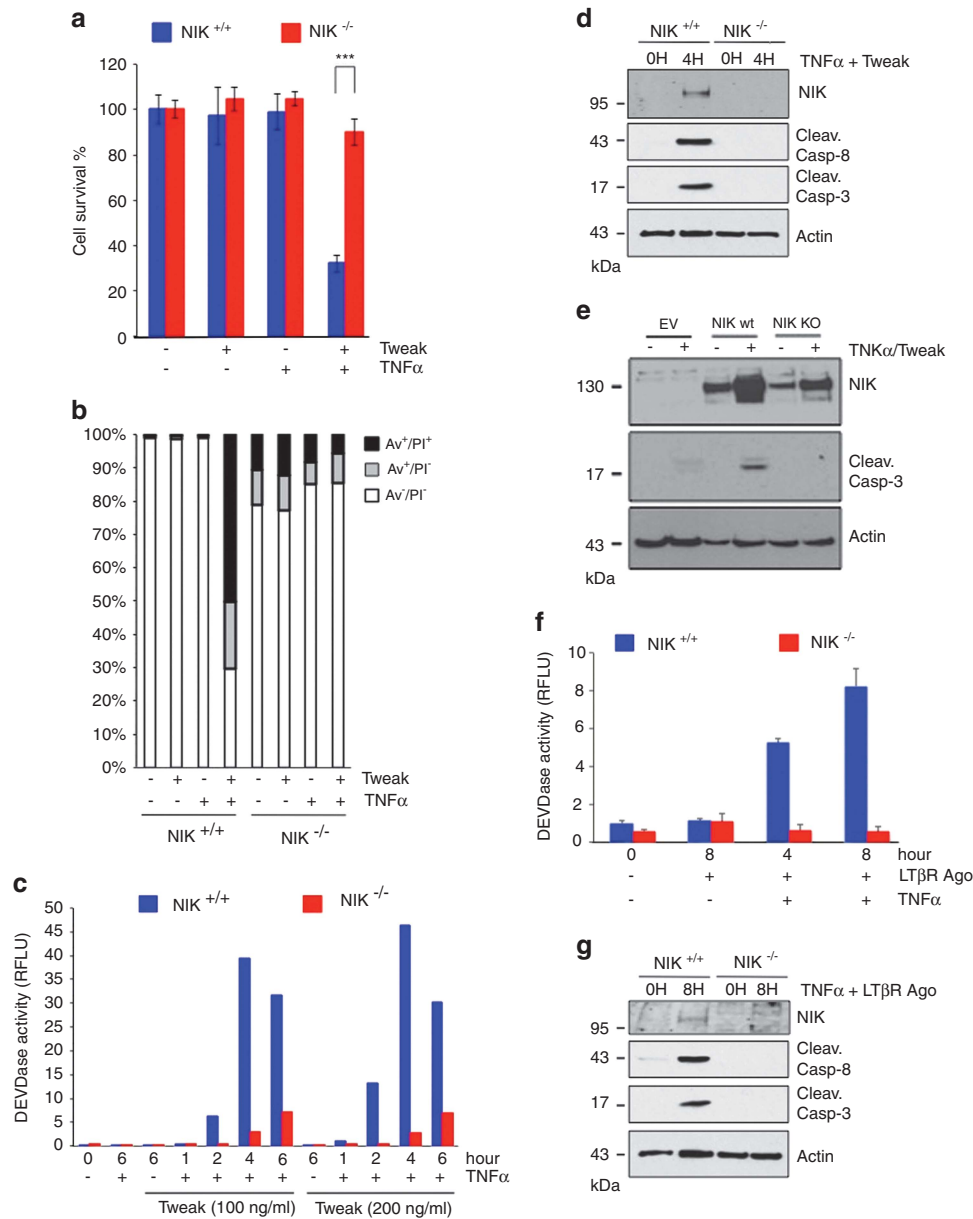 a
NIK +/+ NIK -/-
Cell survival %
120
100
80
60
40
20
0
***
- + - + Tweak
- - + + TNFα
b
100%
90%
80%
70%
60%
50%
40%
30%
20%
10%
0%
Av+/PI+
Av+/PI-
Av-/PI-
- + - + - + - + Tweak
- - + + - - + + TNFα
NIK +/+ NIK -/-
c
NIK +/+ NIK -/-
DEVDase activity (RFLU)
50
45
40
35
30
25
20
15
10
5
0
0 6 6 1 2 4 6 6 1 2 4 6 hour
- + - + + + + - + + + + TNFα
Tweak (100 ng/ml) Tweak (200 ng/ml)
d
NIK +/+ NIK -/-
0H 4H 0H 4H TNFα + Tweak
NIK
95
43 Cleav.
Casp-8
17 Cleav.
Casp-3
43 Actin
kDa
e
EV NIK wt NIK KO
- + - + - + TNKα/Tweak
130 NIK
17 Cleav.
Casp-3
43 Actin
kDa
f
NIK +/+ NIK -/-
DEVDase activity (RFLU)
10
8
6
4
2
0
0 8 4 8 hour
- + + + LTβR Ago
- - + + TNFα
g
NIK +/+ NIK -/-
0H 8H 0H 8H TNFα + LTβR Ago
NIK
95
43 Cleav.
Casp-8
17 Cleav.
Casp-3
43 Actin
kDa